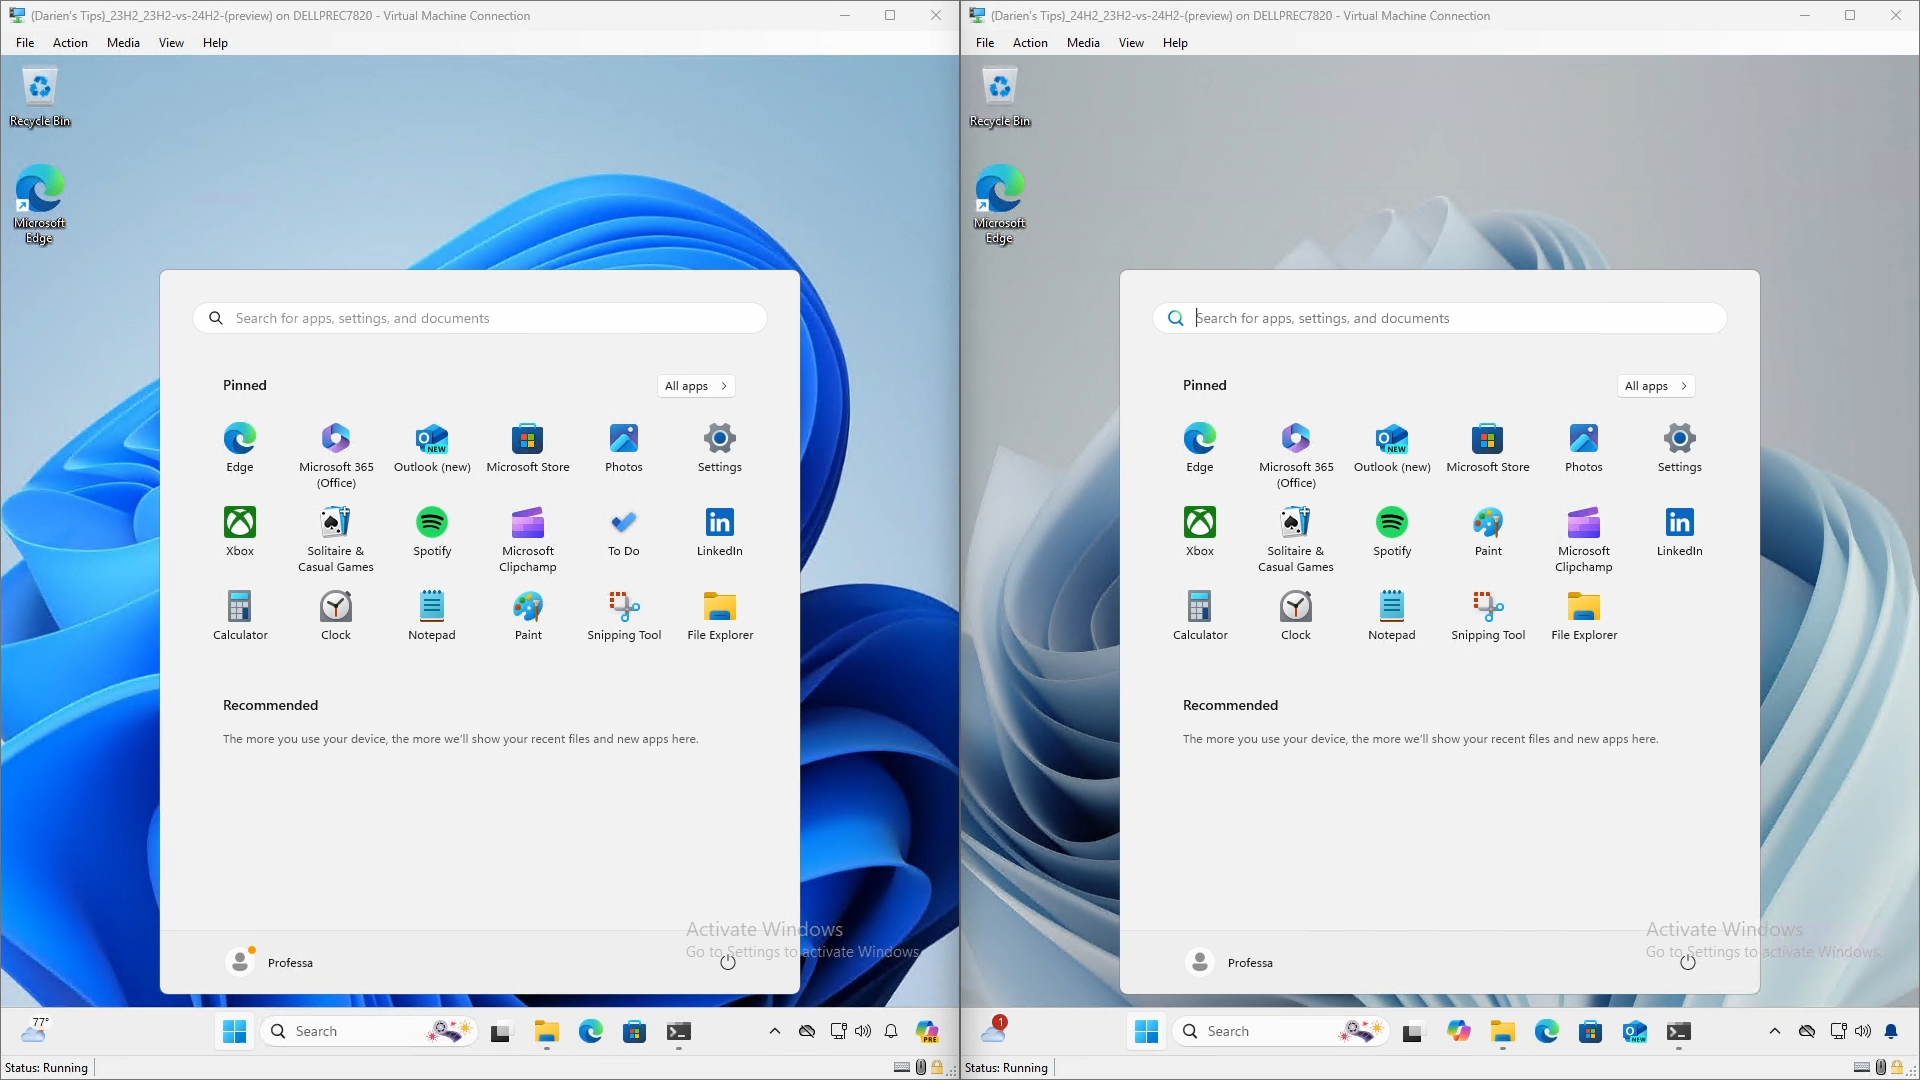 (Darien's Tips)_23H2_23H2-vs-24H2-(preview) on DELLPREC7820 - Virtual Machine Connection
File Action Media View Help
Recycle Bin
Microsoft
Edge
Search for apps, settings, and documents
Pinned
All apps
Edge
Microsoft 365
(Office)
Outlook (new)
Microsoft Store
Photos
Settings
Xbox
Solitaire &
Casual Games
Spotify
Microsoft
Clipchamp
To Do
LinkedIn
Calculator
Clock
Notepad
Paint
Snipping Tool
File Explorer
Recommended
The more you use your device, the more we'll show your recent files and new apps here.
Activate Windows
Go to Settings to activate Windows.
Professa
77°
Search
PRE
Status: Running
(Darien's Tips)_24H2_23H2-vs-24H2-(preview) on DELLPREC7820 - Virtual Machine Connection
File Action Media View Help
Recycle Bin
Microsoft
Edge
Search for apps, settings, and documents
Pinned
All apps
Edge
Microsoft 365
(Office)
Outlook (new)
Microsoft Store
Photos
Settings
Xbox
Solitaire &
Casual Games
Spotify
Paint
Microsoft
Clipchamp
LinkedIn
Calculator
Clock
Notepad
Snipping Tool
File Explorer
Recommended
The more you use your device, the more we'll show your recent files and new apps here.
Activate Windows
Go to Settings to activate Windows.
Professa
1
Search
NEW
Status: Running